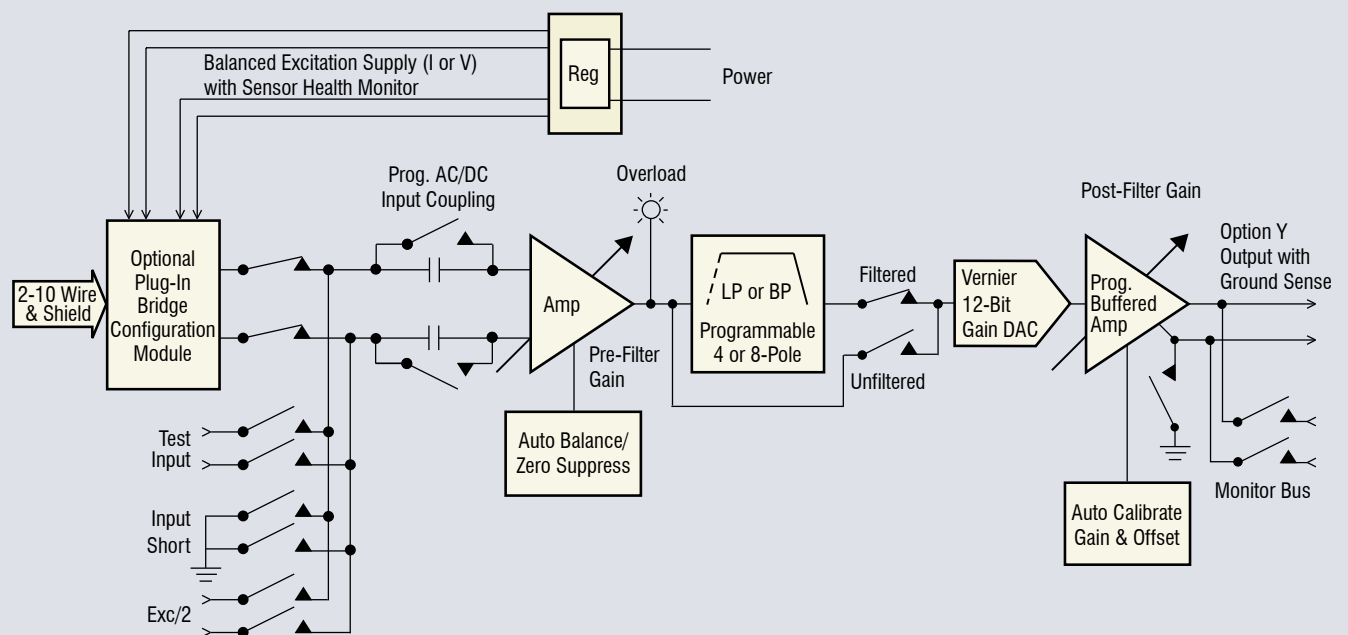 Balanced Excitation Supply (I or V)
with Sensor Health Monitor
Reg
Power
Prog. AC/DC
Input Coupling
Overload
Post-Filter Gain
Option Y
Output with
Ground Sense
2-10 Wire
& Shield
Optional
Plug-In
Bridge
Configuration
Module
Amp
Pre-Filter
Gain
LP or BP
Programmable
4 or 8-Pole
Filtered
Unfiltered
Vernier
12-Bit
Gain DAC
Prog.
Buffered
Amp
Auto Balance/
Zero Suppress
Test
Input
Input
Short
Exc/2
Monitor Bus
Auto Calibrate
Gain & Offset